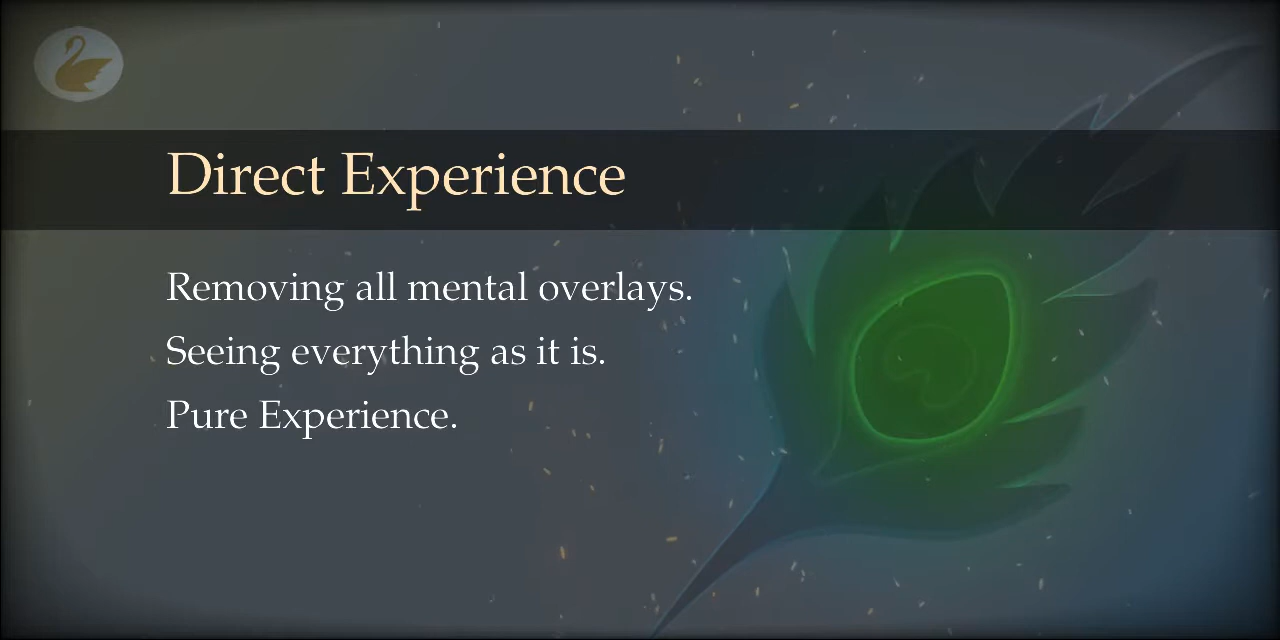 Direct Experience
Removing all mental overlays.
Seeing everything as it is.
Pure Experience.